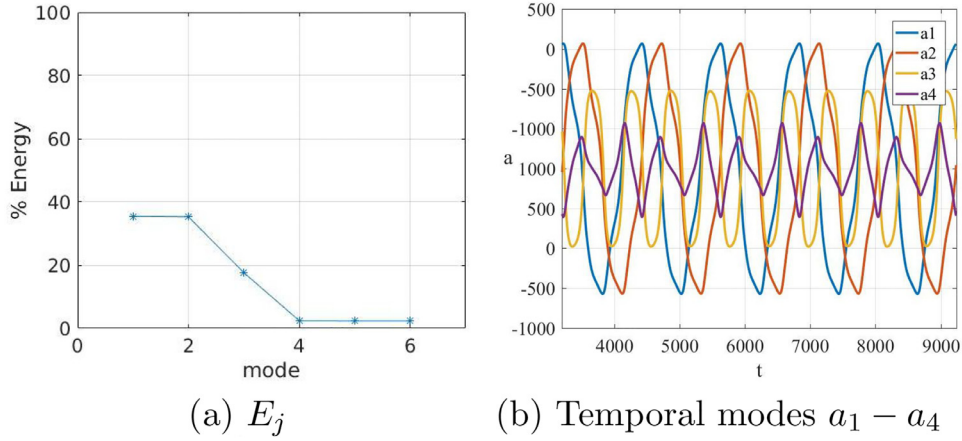 100
80
60
40
20
0
% Energy
0 2 4 6
mode
(a) E_j
500
0
-500
-1000
1000
500
0
-500
-1000
a
a1
a2
a3
a4
4000 5000 6000 7000 8000 9000
t
(b) Temporal modes a_1 − a_4